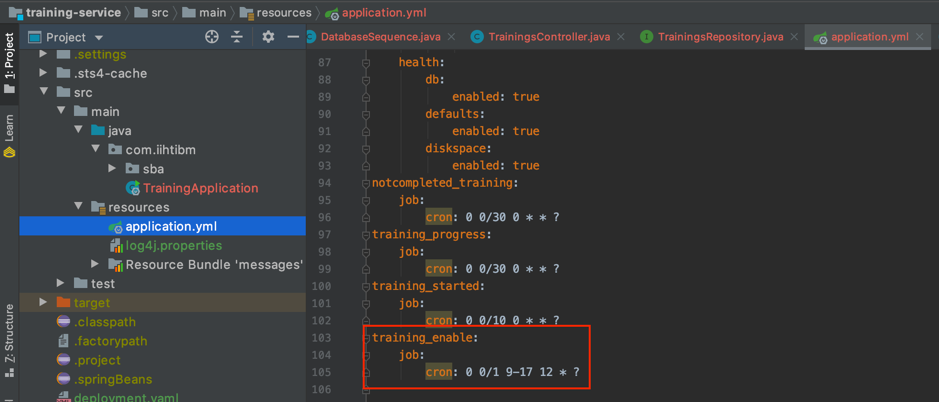 training-service src main resources application.yml
1: Project
Learn
Z: Structure
Project
.settings
.sts4-cache
src
main
java
com.iihtibm
sba
TrainingApplication
resources
application.yml
log4j.properties
Resource Bundle 'messages'
test
target
.classpath
.factorypath
.project
.springBeans
deployment.yaml
DatabaseSequence.java TrainingsController.java TrainingsRepository.java application.yml
87 health:
88 db:
89 enabled: true
90 defaults:
91 enabled: true
92 diskspace:
93 enabled: true
94 notcompleted_training:
95 job:
96 cron: 0 0/30 0 * * ?
97 training_progress:
98 job:
99 cron: 0 0/30 0 * * ?
100 training_started:
101 job:
102 cron: 0 0/10 0 * * ?
103 training_enable:
104 job:
105 cron: 0 0/1 9-17 12 * ?
106